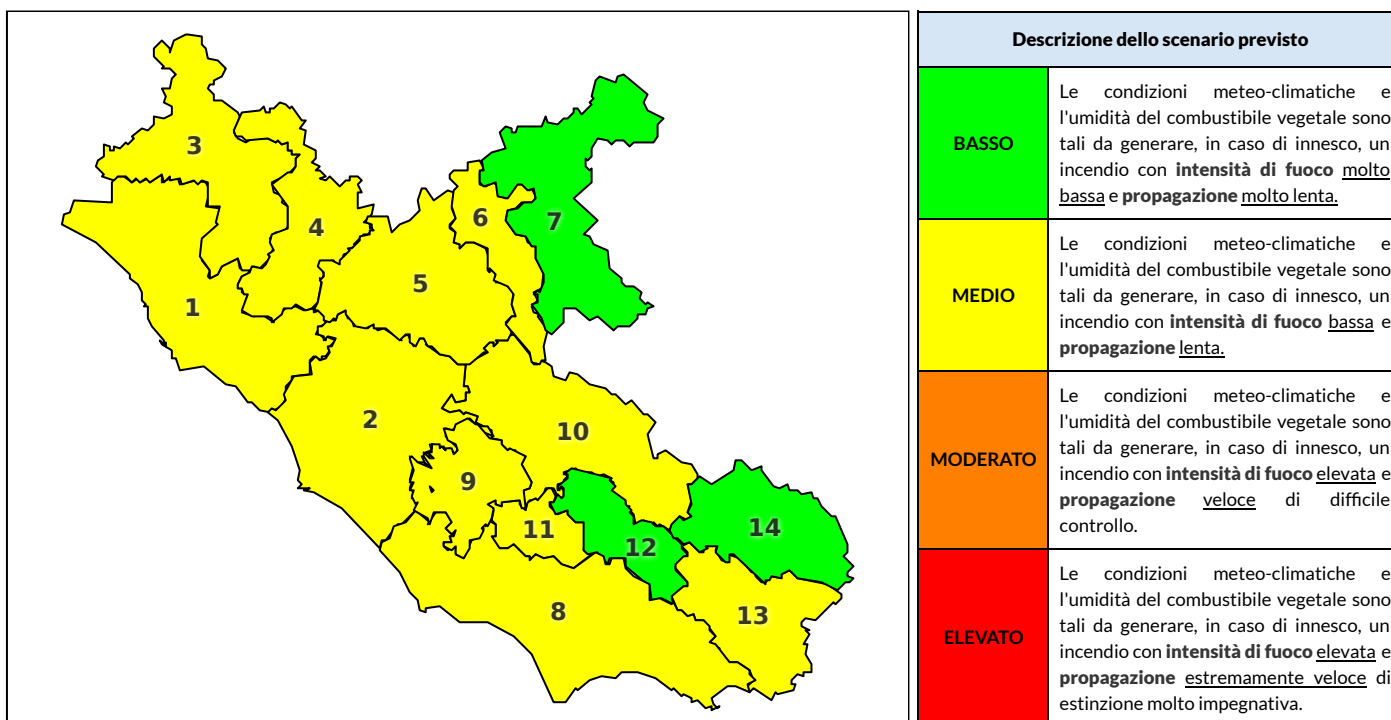 3
4
6
7
5
1
2
10
9
11
12
14
8
13
Descrizione dello scenario previsto
BASSO
Le condizioni meteo-climatiche e
l'umidità del combustibile vegetale sono
tali da generare, in caso di innesco, un
incendio con intensità di fuoco molto
bassa e propagazione molto lenta.
MEDIO
Le condizioni meteo-climatiche e
l'umidità del combustibile vegetale sono
tali da generare, in caso di innesco, un
incendio con intensità di fuoco bassa e
propagazione lenta.
MODERATO
Le condizioni meteo-climatiche e
l'umidità del combustibile vegetale sono
tali da generare, in caso di innesco, un
incendio con intensità di fuoco elevata e
propagazione veloce di difficile
controllo.
ELEVATO
Le condizioni meteo-climatiche e
l'umidità del combustibile vegetale sono
tali da generare, in caso di innesco, un
incendio con intensità di fuoco elevata e
propagazione estremamente veloce di
estinzione molto impegnativa.